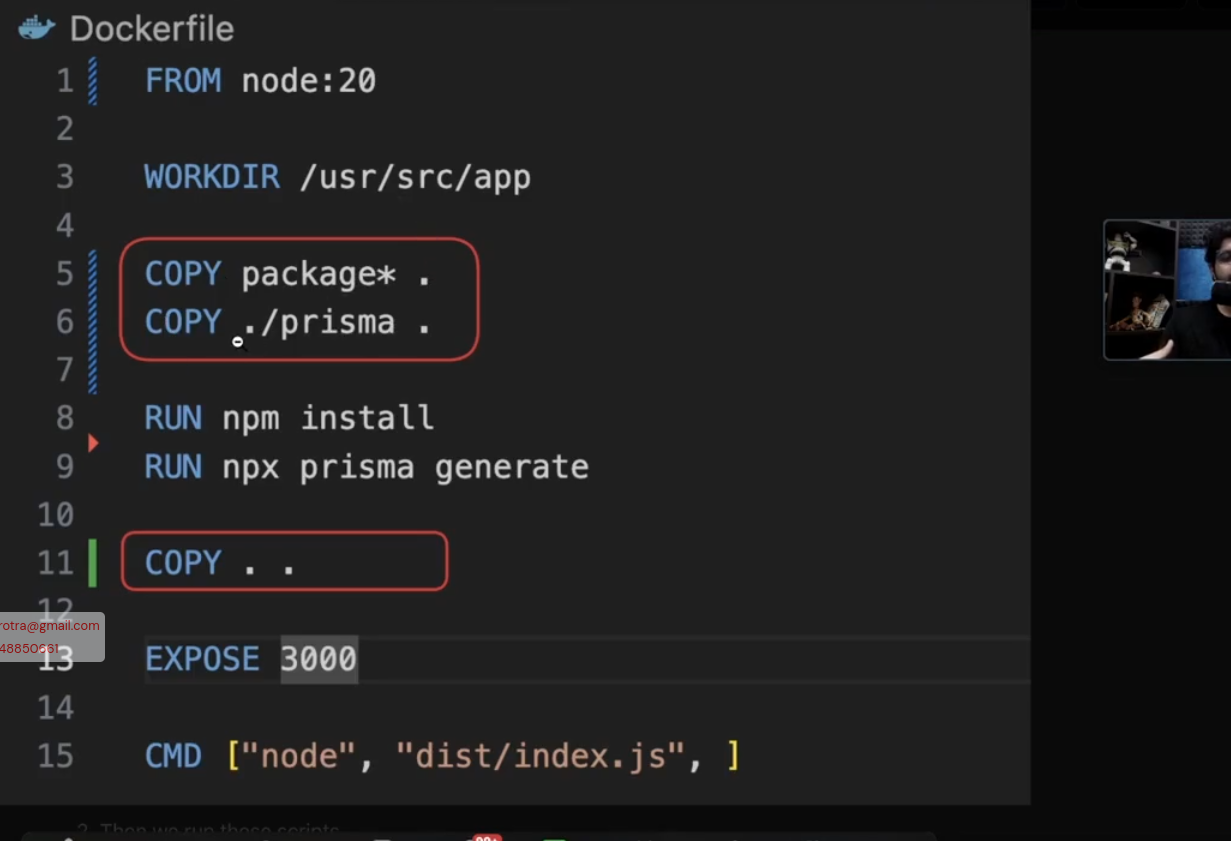 Dockerfile
1 FROM node:20
2
3 WORKDIR /usr/src/app
4
5 COPY package* .
6 COPY ./prisma .
7
8 RUN npm install
9 RUN npx prisma generate
10
11 COPY . .
12
rotra@gmail.com
48850661
13 EXPOSE 3000
14
15 CMD ["node", "dist/index.js", ]
2. Then we run these scripts
99+